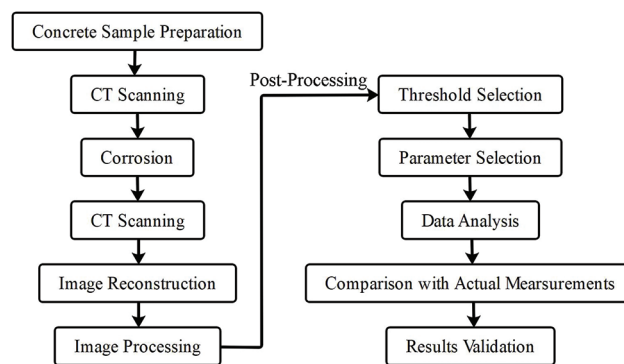 Concrete Sample Preparation
CT Scanning
Corrosion
CT Scanning
Image Reconstruction
Image Processing
Post-Processing
Threshold Selection
Parameter Selection
Data Analysis
Comparison with Actual Mearsurements
Results Validation